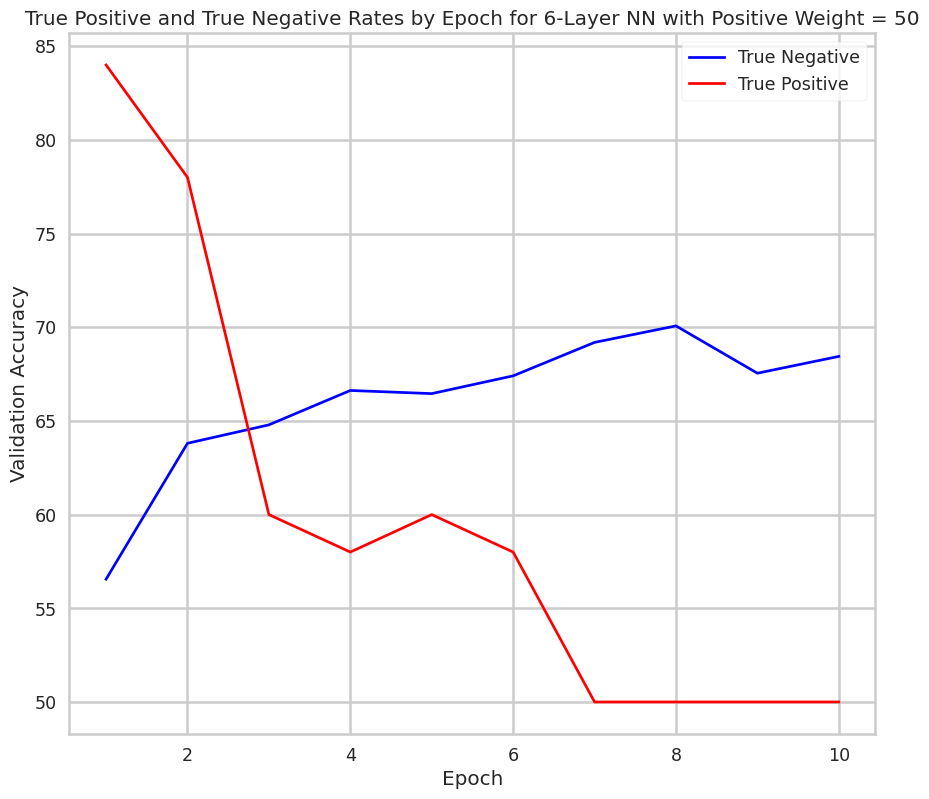 True Positive and True Negative Rates by Epoch for 6-Layer NN with Positive Weight = 50
True Negative
True Positive
Validation Accuracy
85
80
75
70
65
60
55
50
2 4 6 8 10
Epoch